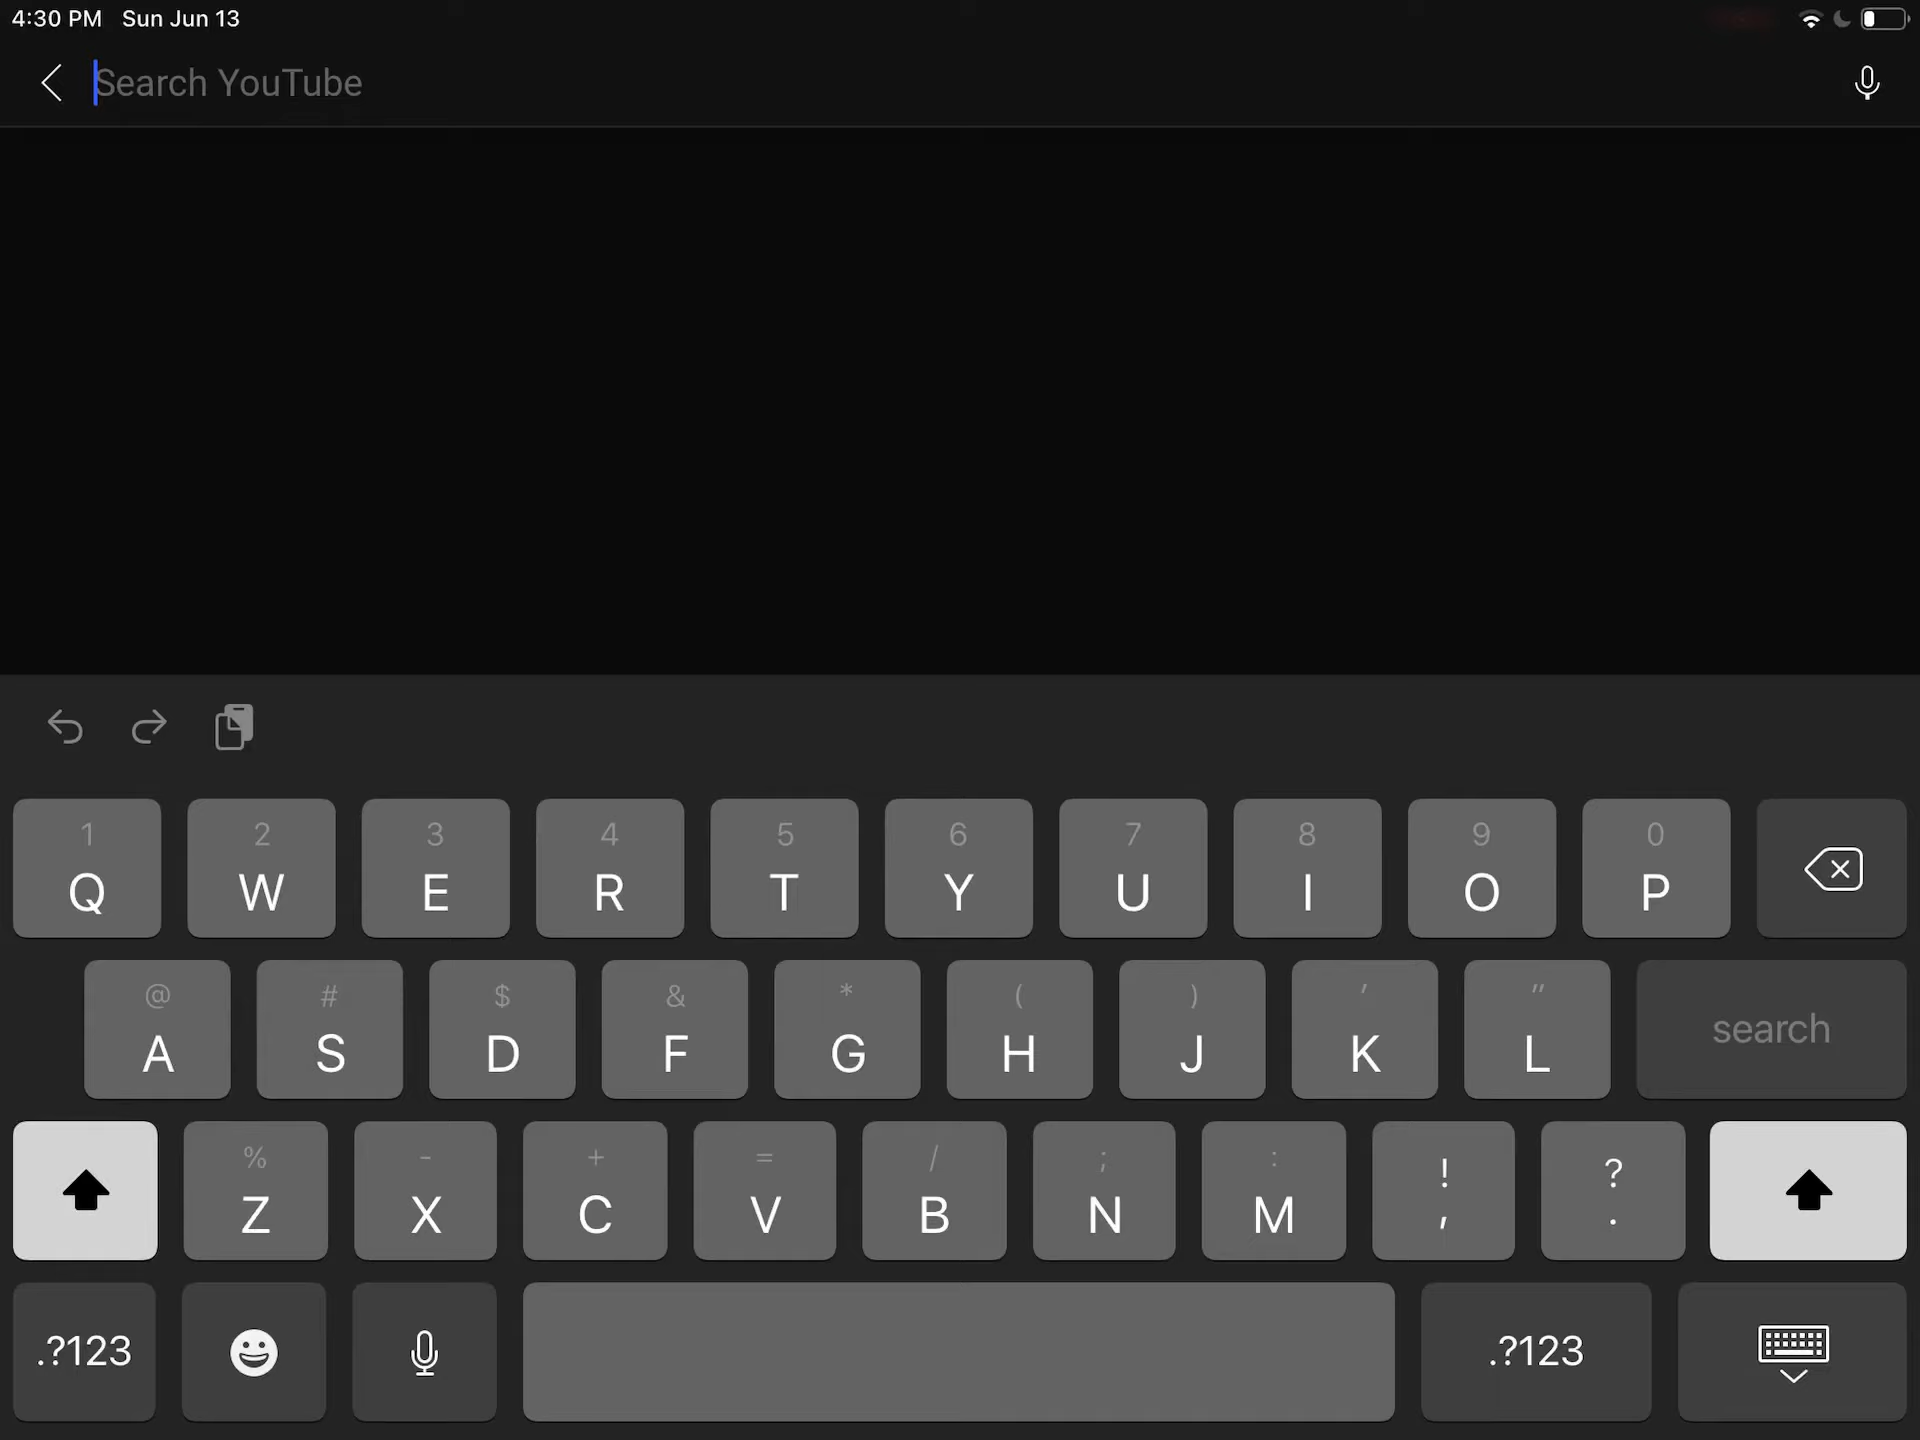 4:30 PM Sun Jun 13
Search YouTube
1 2 3 4 5 6 7 8 9 0
Q W E R T Y U I O P
@ # $ & * ( ) ' "
A S D F G H J K L search
% - + = / ; : ! ?
Z X C V B N M , .
.?123 .?123